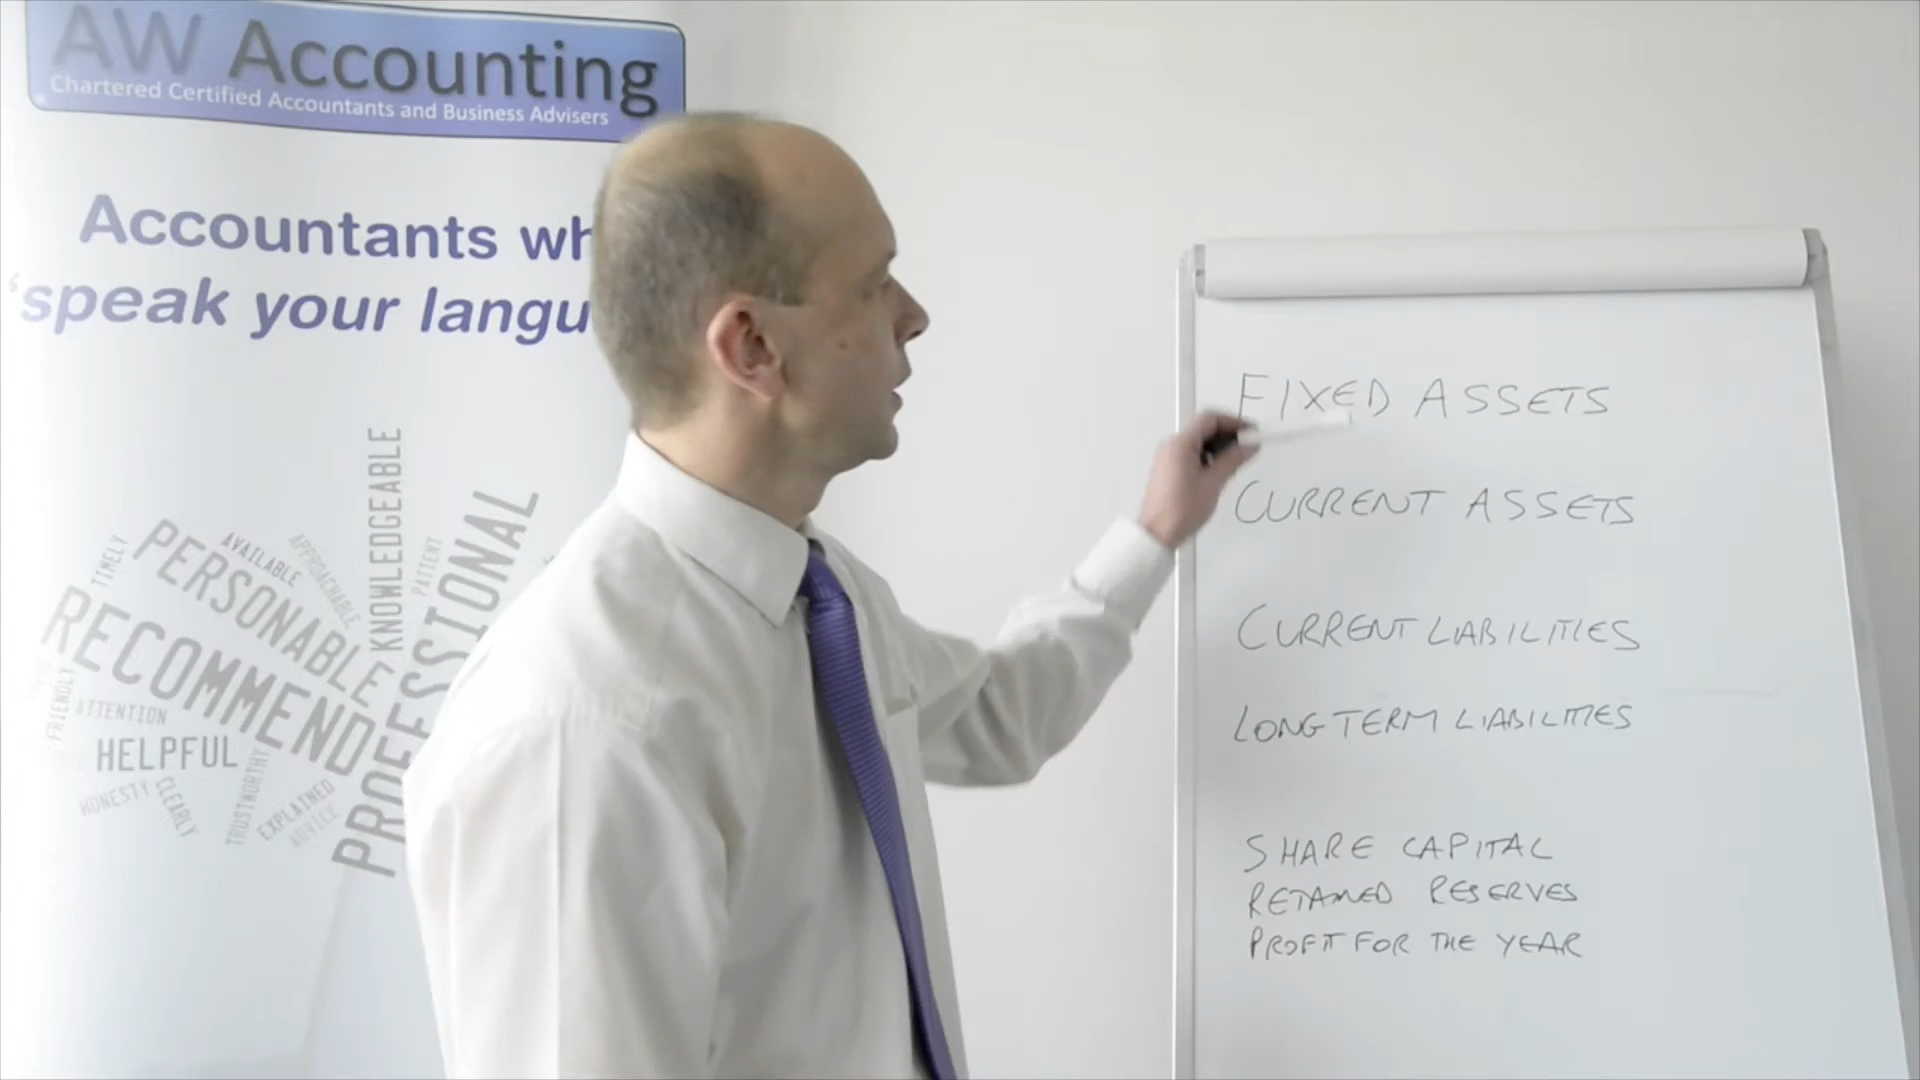 AW Accounting
Chartered Certified Accountants and Business Advisers
Accountants wh
'speak your langu
KNOWLEDGEABLE
PROFESSIONAL
PATIENT
APPROACHABLE
AVAILABLE
TIMELY
PERSONABLE
RECOMMEND
FRIENDLY
ATTENTION
HELPFUL
HONESTY
CLEARLY
TRUSTWORTHY
EXPLAINED
ADVICE
FIXED ASSETS
CURRENT ASSETS
CURRENT LIABILITIES
LONG TERM LIABILITIES
SHARE CAPITAL
RETAINED RESERVES
PROFIT FOR THE YEAR